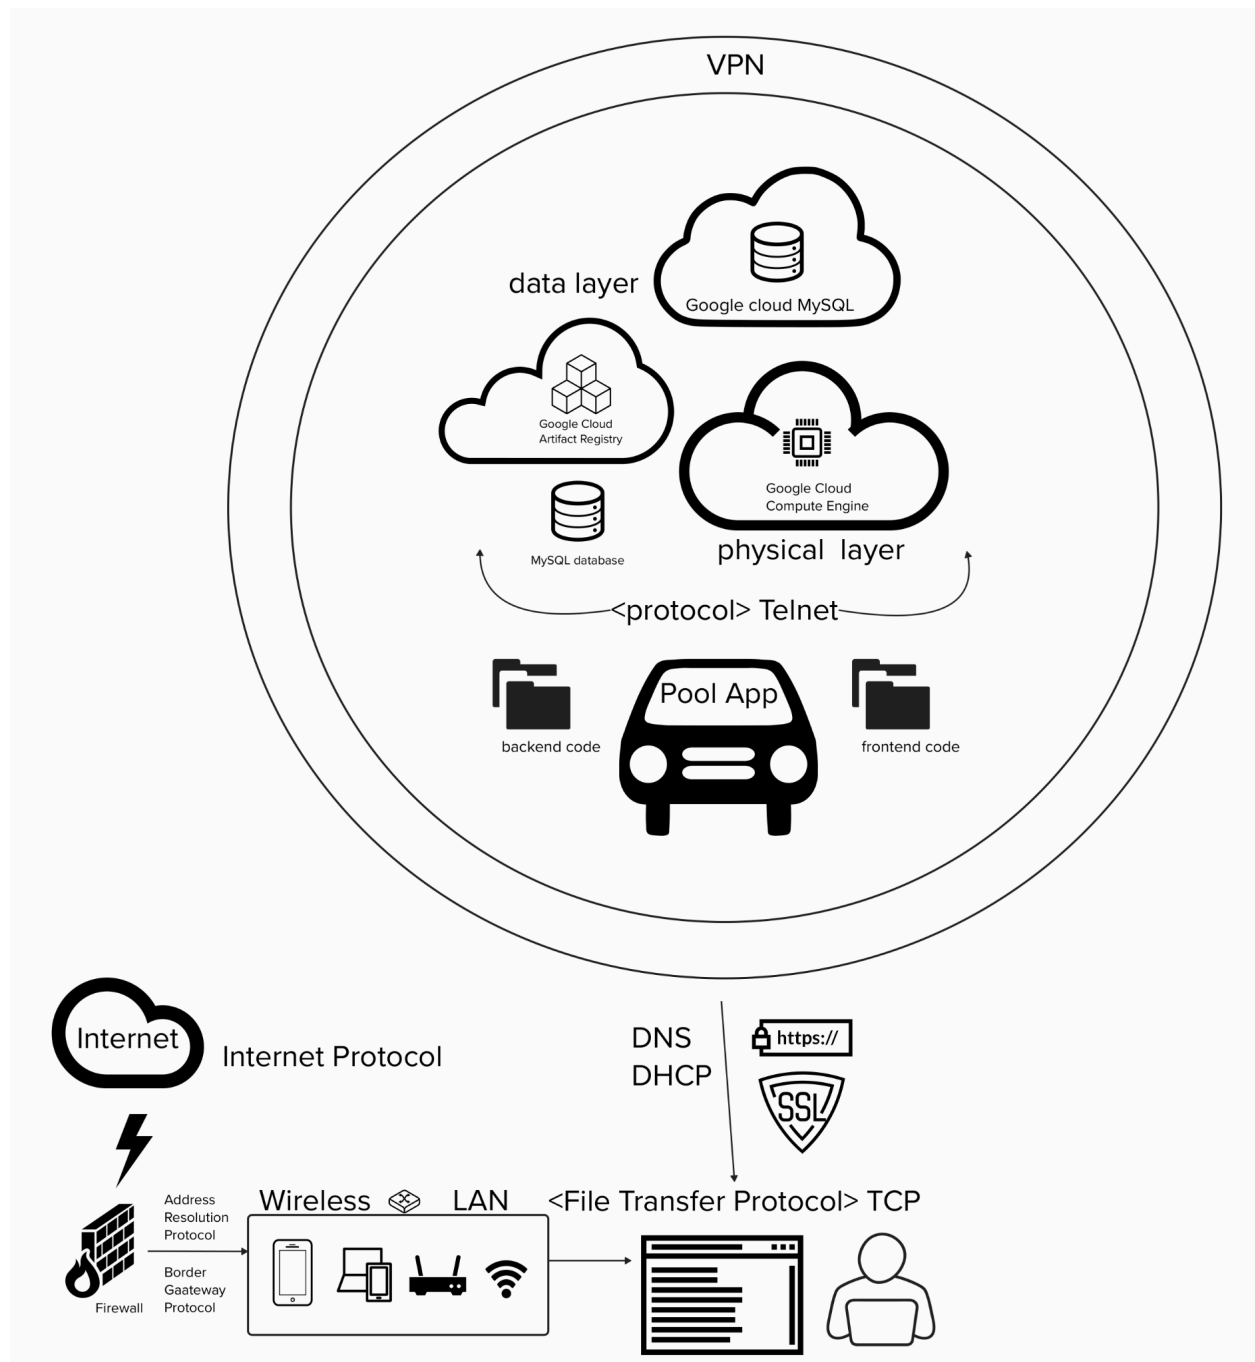 VPN
data layer
Google cloud MySQL
Google Cloud
Artifact Registry
Google Cloud
Compute Engine
MySQL database
physical layer
<protocol> Telnet
Pool App
backend code
frontend code
Internet
Internet Protocol
DNS
DHCP
https://
SSL
Address
Resolution
Protocol
Border
Gaateway
Protocol
Firewall
Wireless
LAN
<File Transfer Protocol> TCP